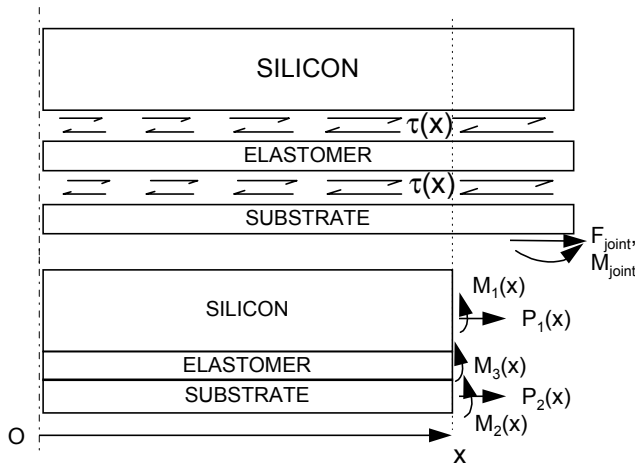 SILICON
τ(x)
ELASTOMER
τ(x)
SUBSTRATE
F_joint,
M_joint
M_1(x)
SILICON
P_1(x)
ELASTOMER
M_3(x)
SUBSTRATE
P_2(x)
M_2(x)
O
x